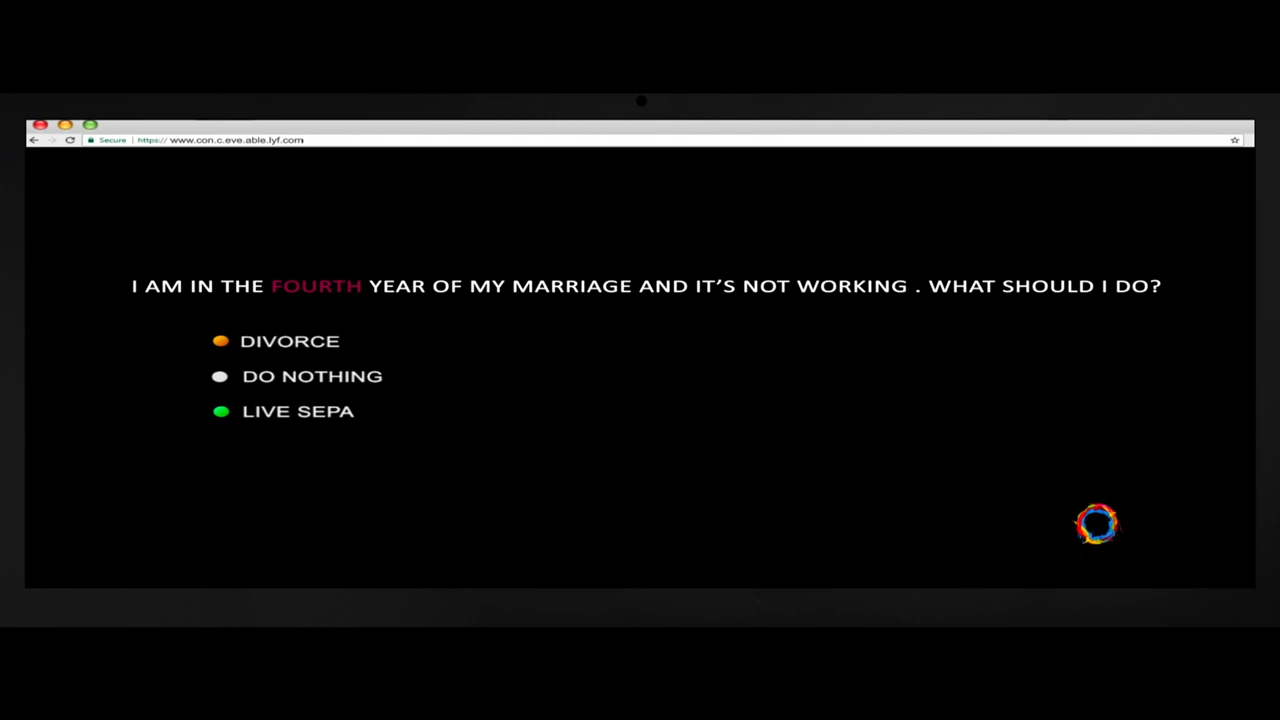 Secure | https:// www.con.c.eve.able.lyf.com
I AM IN THE FOURTH YEAR OF MY MARRIAGE AND IT'S NOT WORKING . WHAT SHOULD I DO?
DIVORCE
DO NOTHING
LIVE SEPA